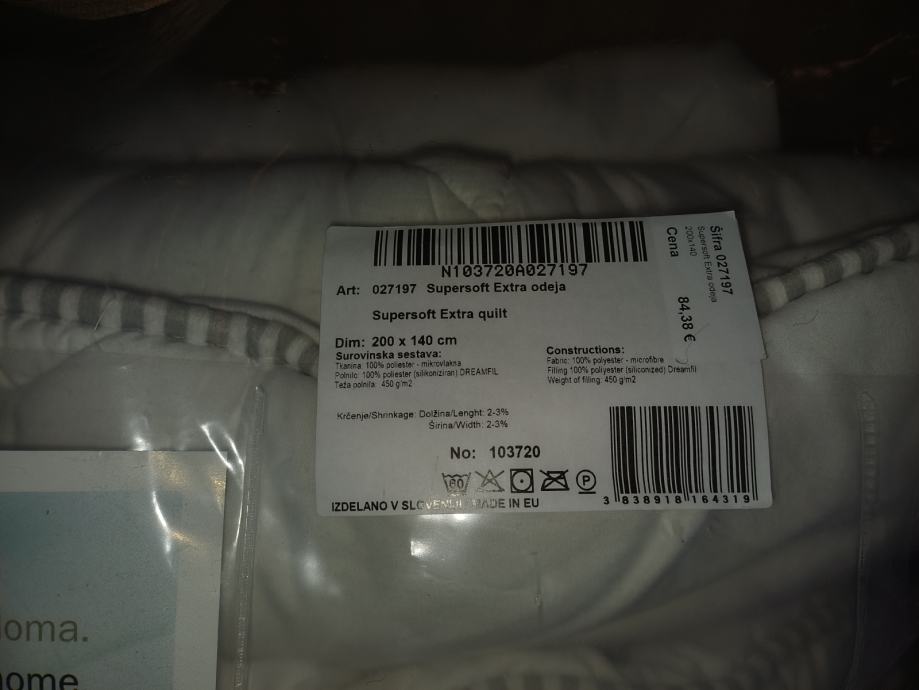 N103720A027197
Art: 027197 Supersoft Extra odeja
Supersoft Extra quilt
Dim: 200 x 140 cm
Surovinska sestava:
Tkanina: 100% poliester - mikrovlakna
Polnilo: 100% poliester (silikoniziran) DREAMFIL
Teža polnila: 450 g/m2
Constructions:
Fabric: 100% polyester - microfibre
Filling 100% poliyester (siliconized) Dreamfil
Weight of filling: 450 g/m2
Krčenje/Shrinkage: Dolžina/Lenght: 2-3%
Širina/Width: 2-3%
No: 103720
60 P
IZDELANO V SLOVENIJI MADE IN EU
3 838918 164319
Šifra 027197
Supersoft Extra odeja
200x140
Cena 84,38 €
doma.
home